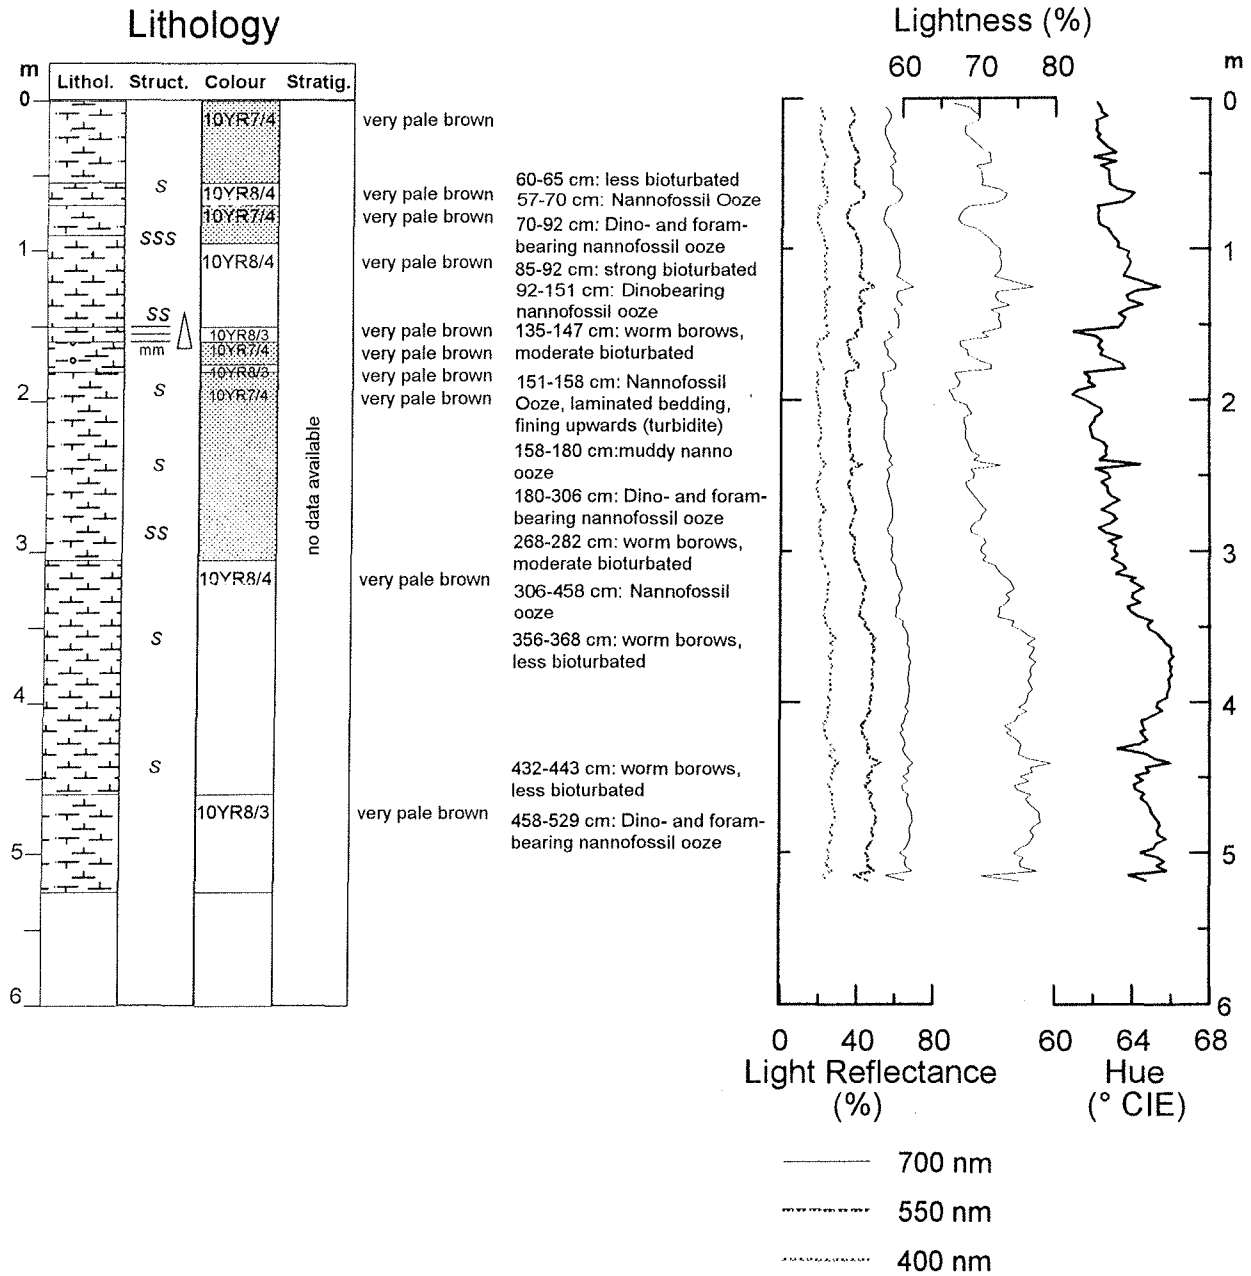 Lithology
Lightness (%)
60 70 80
m
m
Lithol. Struct. Colour Stratig.
0
0
10YR7/4
very pale brown
60-65 cm: less bioturbated
S
10YR8/4
very pale brown
57-70 cm: Nannofossil Ooze
10YR7/4
very pale brown
70-92 cm: Dino- and foram-
bearing nannofossil ooze
SSS
1
1
10YR8/4
very pale brown
85-92 cm: strong bioturbated
92-151 cm: Dinobearing
nannofossil ooze
SS
10YR8/3
very pale brown
135-147 cm: worm borows,
moderate bioturbated
mm
10YR7/4
very pale brown
10YR8/3
very pale brown
151-158 cm: Nannofossil
Ooze, laminated bedding,
fining upwards (turbidite)
S
2
2
10YR7/4
very pale brown
158-180 cm:muddy nanno
ooze
S
no data available
180-306 cm: Dino- and foram-
bearing nannofossil ooze
SS
3
3
268-282 cm: worm borows,
moderate bioturbated
10YR8/4
very pale brown
306-458 cm: Nannofossil
ooze
S
356-368 cm: worm borows,
less bioturbated
4
4
S
432-443 cm: worm borows,
less bioturbated
10YR8/3
very pale brown
458-529 cm: Dino- and foram-
bearing nannofossil ooze
5
5
6
6
0 40 80
60 64 68
Light Reflectance
(%)
Hue
(° CIE)
700 nm
550 nm
400 nm